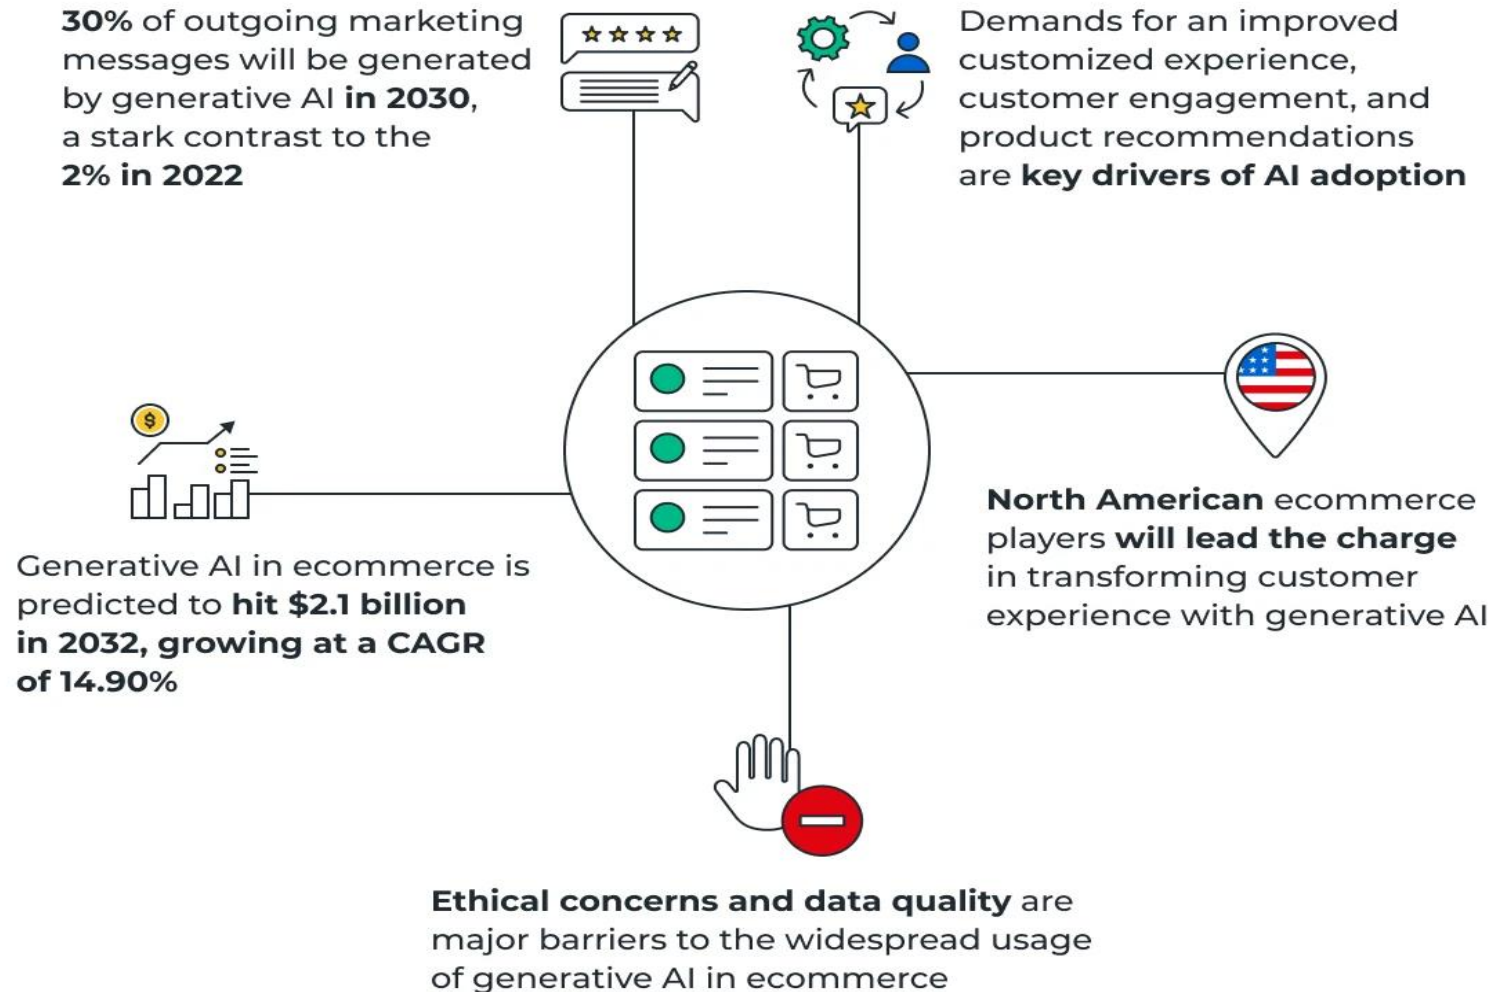 30% of outgoing marketing
messages will be generated
by generative AI in 2030,
a stark contrast to the
2% in 2022
Demands for an improved
customized experience,
customer engagement, and
product recommendations
are key drivers of AI adoption
$
Generative AI in ecommerce is
predicted to hit $2.1 billion
in 2032, growing at a CAGR
of 14.90%
North American ecommerce
players will lead the charge
in transforming customer
experience with generative AI
Ethical concerns and data quality are
major barriers to the widespread usage
of generative AI in ecommerce